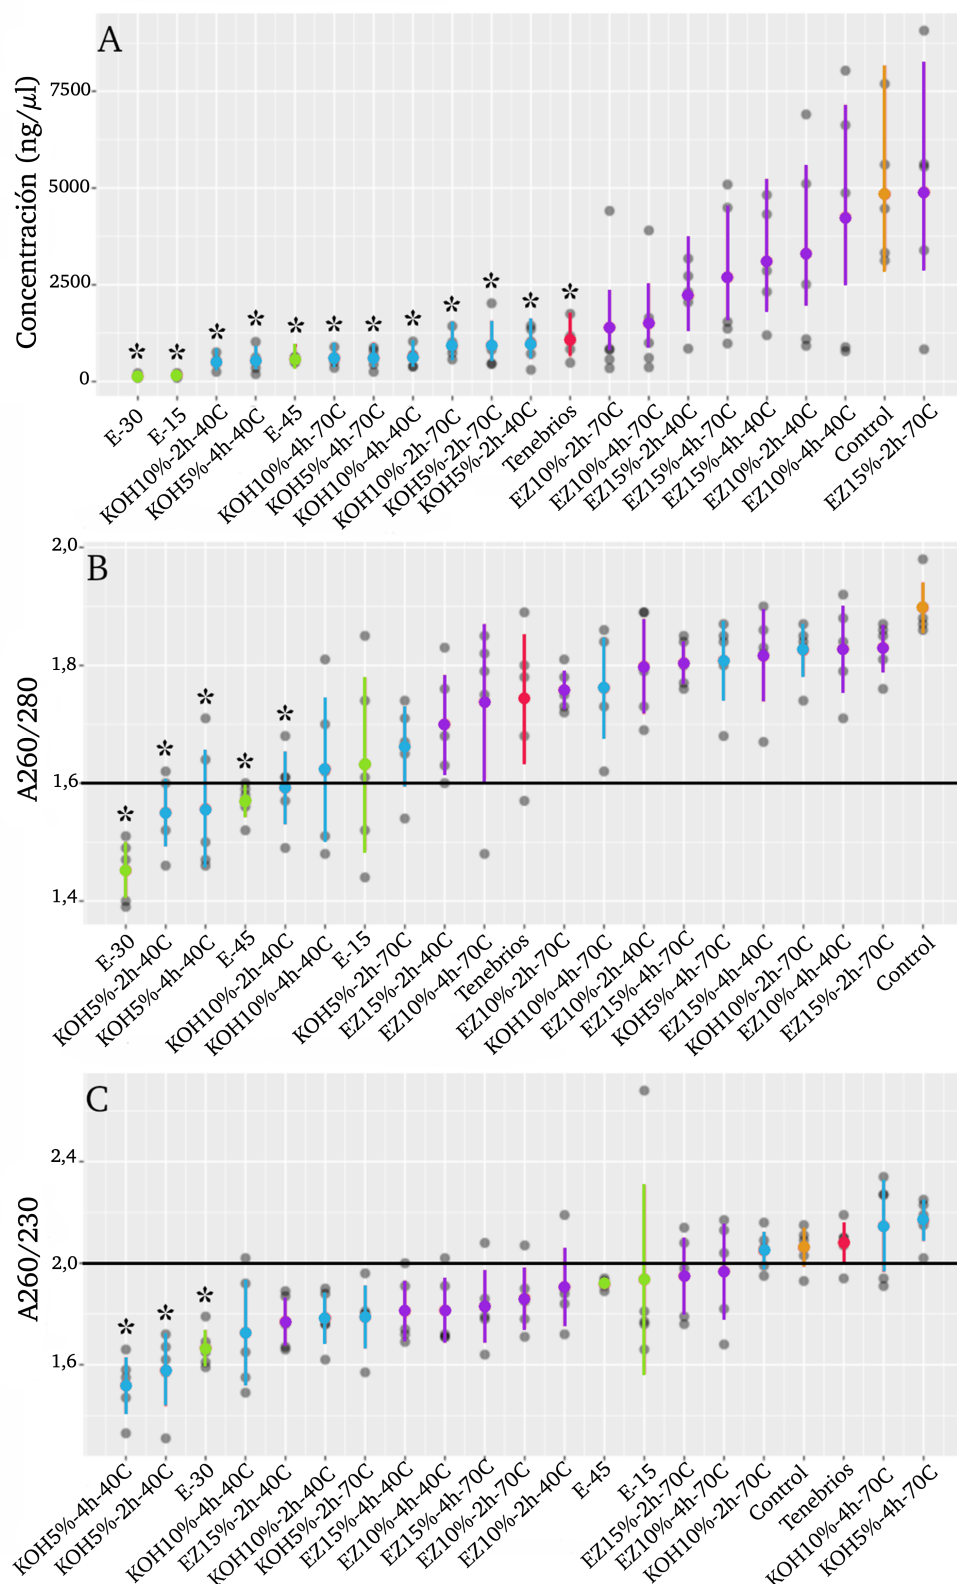 A
Concentración (ng/μl)
7500
5000
2500
0
* * * * * * * * * * * *
E-30
E-15
KOH10%-2h-40C
KOH5%-4h-40C
E-45
KOH10%-4h-70C
KOH5%-4h-70C
KOH10%-4h-40C
KOH10%-2h-70C
KOH5%-2h-70C
KOH5%-2h-40C
Tenebrios
EZ10%-2h-70C
EZ10%-4h-70C
EZ15%-2h-40C
EZ15%-4h-70C
EZ15%-4h-40C
EZ10%-2h-40C
EZ10%-4h-40C
Control
EZ15%-2h-70C
B
A260/280
2,0
1,8
1,6
1,4
* * * * *
E-30
KOH5%-2h-40C
KOH5%-4h-40C
E-45
KOH10%-2h-40C
KOH10%-4h-40C
E-15
KOH5%-2h-70C
EZ15%-2h-40C
EZ10%-4h-70C
Tenebrios
EZ10%-2h-70C
KOH10%-4h-70C
EZ10%-2h-40C
EZ15%-4h-70C
KOH5%-4h-70C
EZ15%-4h-40C
KOH10%-2h-70C
EZ10%-4h-40C
EZ15%-2h-70C
Control
C
A260/230
2,4
2,0
1,6
* * *
KOH5%-4h-40C
KOH5%-2h-40C
E-30
KOH10%-4h-40C
EZ15%-2h-40C
KOH10%-2h-40C
KOH5%-2h-70C
EZ15%-4h-40C
EZ10%-4h-40C
EZ15%-4h-70C
EZ10%-2h-70C
EZ10%-2h-40C
E-45
E-15
EZ15%-2h-70C
EZ10%-4h-70C
KOH10%-2h-70C
Control
Tenebrios
KOH10%-4h-70C
KOH5%-4h-70C